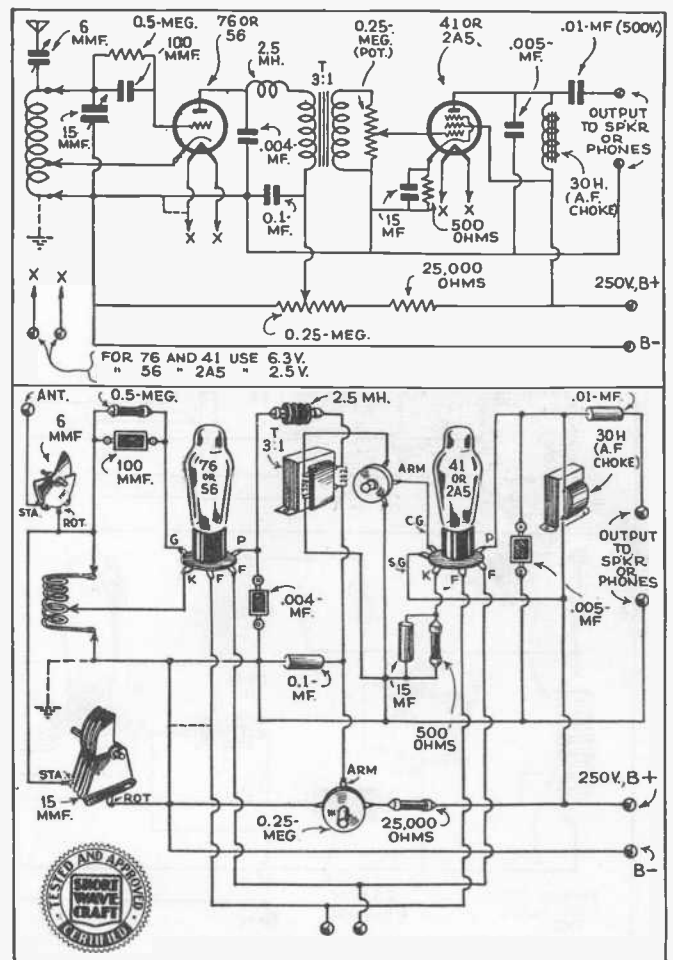 6
MMF.
0.5-MEG.
100
MMF.
76 OR
56
2.5
MH.
T
3:1
0.25-
MEG.
(POT.)
41 OR
2A5
.005-
MF.
.01-MF (500V.)
15
MMF.
.004-
MF.
0.1-
MF.
15
MF
500
OHMS
30H.
(A.F.
CHOKE)
OUTPUT
TO SP'KR
OR
PHONES
X
X
X
X
X
X
25,000
OHMS
250V., B+
0.25-MEG.
B-
FOR 76 AND 41 USE 6.3V.
" 56 " 2A5 " 2.5V.
ANT.
0.5-MEG.
2.5 MH.
.01-MF.
6
MMF
100
MMF.
T
3:1
76
OR
56
ARM
41
OR
2A5
30H
(A.F.
CHOKE)
STA.
ROT.
G
P
K
F
F
C.G
P
S.G
K
F
F
OUTPUT
TO
SP'KR
OR
PHONES
.004-
MF.
.005-
MF
0.1-
MF.
15
MF
500
OHMS
STA.
15
MMF.
ROT
ARM
0.25-
MEG.
25,000
OHMS
250V., B+
B-
TESTED AND APPROVED
SHORT
WAVE
CRAFT
CERTIFIED